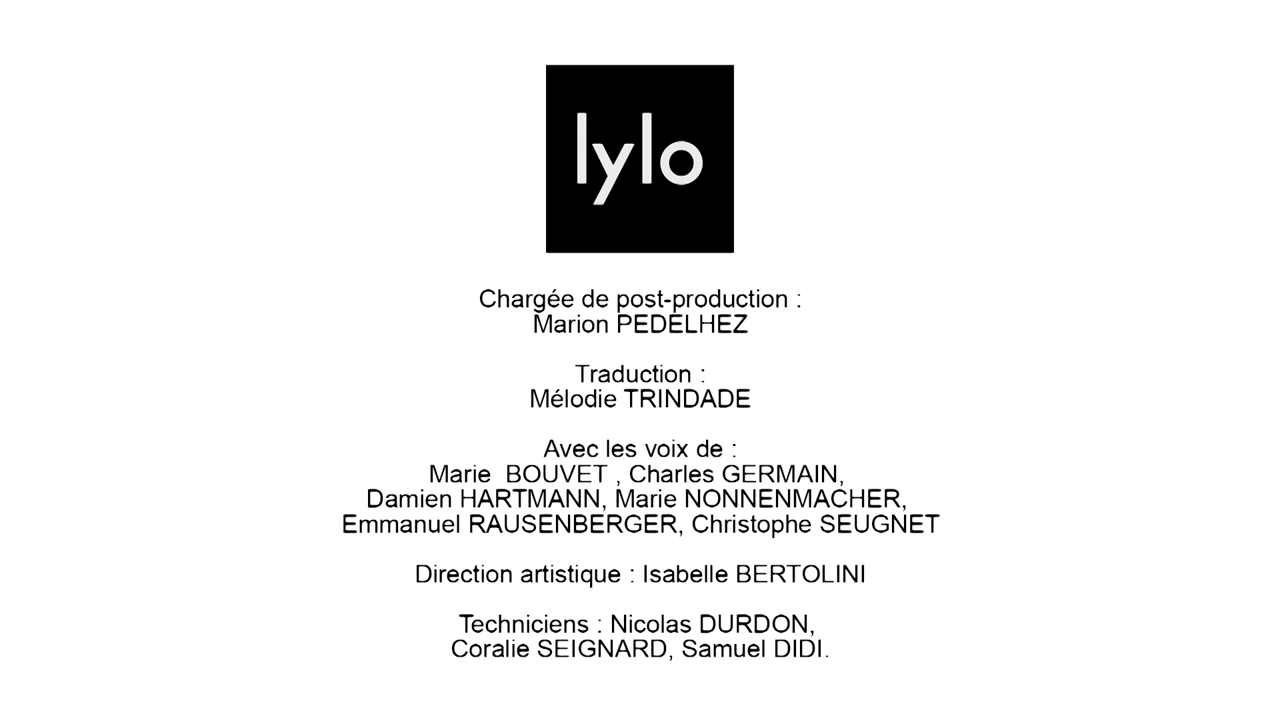 lylo
Chargée de post-production :
Marion PEDELHEZ
Traduction :
Mélodie TRINDADE
Avec les voix de :
Marie  BOUVET , Charles GERMAIN,
Damien HARTMANN, Marie NONNENMACHER,
Emmanuel RAUSENBERGER, Christophe SEUGNET
Direction artistique : Isabelle BERTOLINI
Techniciens : Nicolas DURDON,
Coralie SEIGNARD, Samuel DIDI.